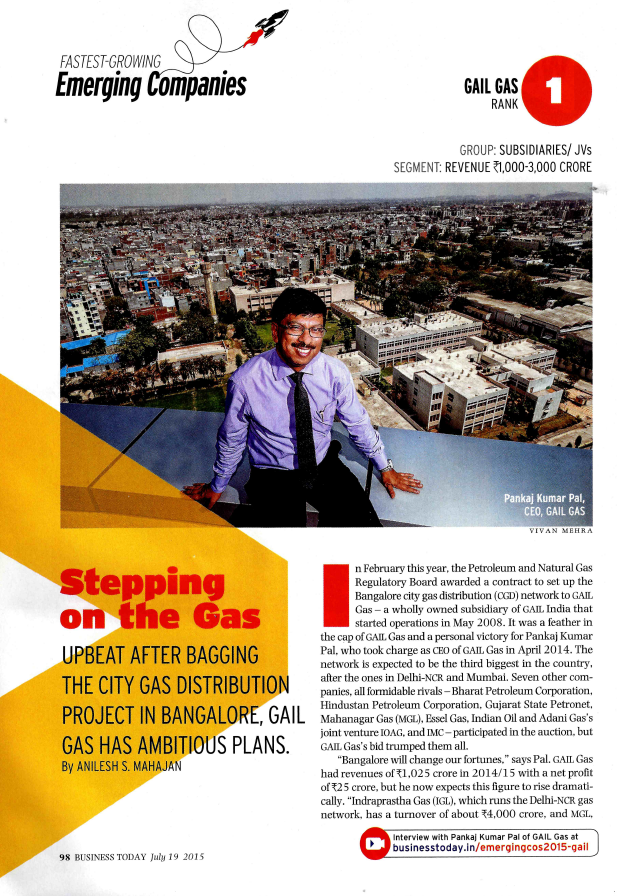 FASTEST-GROWING
Emerging Companies
GAIL GAS
RANK
1
GROUP: SUBSIDIARIES/ JVs
SEGMENT: REVENUE ₹1,000-3,000 CRORE
Pankaj Kumar Pal,
CEO, GAIL GAS
VIVAN MEHRA
Stepping
on the Gas
UPBEAT AFTER BAGGING
THE CITY GAS DISTRIBUTION
PROJECT IN BANGALORE, GAIL
GAS HAS AMBITIOUS PLANS.
By ANILESH S. MAHAJAN
In February this year, the Petroleum and Natural Gas
Regulatory Board awarded a contract to set up the
Bangalore city gas distribution (CGD) network to GAIL
Gas – a wholly owned subsidiary of GAIL India that
started operations in May 2008. It was a feather in
the cap of GAIL Gas and a personal victory for Pankaj Kumar
Pal, who took charge as CEO of GAIL Gas in April 2014. The
network is expected to be the third biggest in the country,
after the ones in Delhi-NCR and Mumbai. Seven other com-
panies, all formidable rivals – Bharat Petroleum Corporation,
Hindustan Petroleum Corporation, Gujarat State Petronet,
Mahanagar Gas (MGL), Essel Gas, Indian Oil and Adani Gas's
joint venture IOAG, and IMC – participated in the auction, but
GAIL Gas's bid trumped them all.
"Bangalore will change our fortunes," says Pal. GAIL Gas
had revenues of ₹1,025 crore in 2014/15 with a net profit
of ₹25 crore, but he now expects this figure to rise dramati-
cally. "Indraprastha Gas (IGL), which runs the Delhi-NCR gas
network, has a turnover of about ₹4,000 crore, and MGL,
Interview with Pankaj Kumar Pal of GAIL Gas at
businesstoday.in/emergingcos2015-gail
98 BUSINESS TODAY July 19 2015